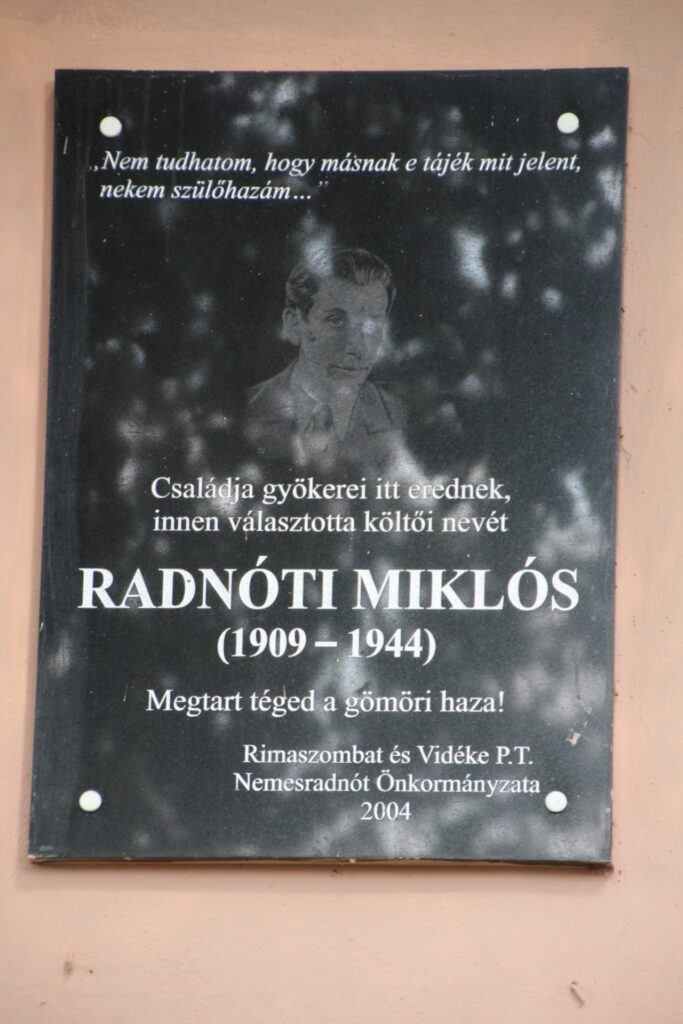 „Nem tudhatom, hogy másnak e tájék mit jelent,
nekem szülőhazám…”
Családja gyökerei itt erednek,
innen választotta költői nevét
RADNÓTI MIKLÓS
(1909 – 1944)
Megtart téged a gömöri haza!
Rimaszombat és Vidéke P.T.
Nemesradnót Önkormányzata
2004